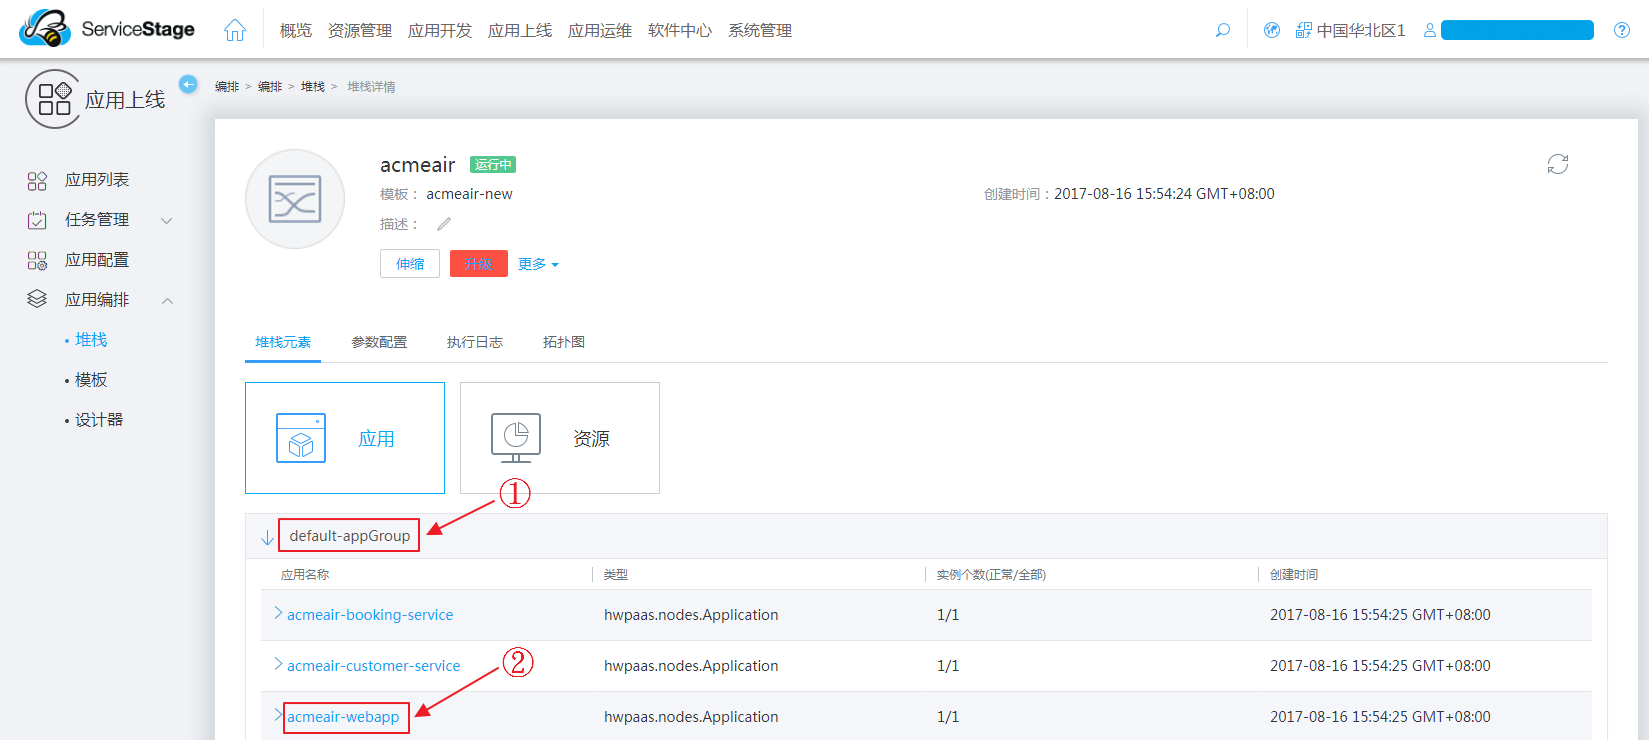 ServiceStage 概览 资源管理 应用开发 应用上线 应用运维 软件中心 系统管理 中国华北区1
应用上线
编排 > 编排 > 堆栈 > 堆栈详情
应用列表
任务管理
应用配置
应用编排
• 堆栈
• 模板
• 设计器
acmeair 运行中
模板： acmeair-new 创建时间：2017-08-16 15:54:24 GMT+08:00
描述：
伸缩 升级 更多
堆栈元素 参数配置 执行日志 拓扑图
应用 资源
①
default-appGroup
应用名称 类型 实例个数(正常/全部) 创建时间
acmeair-booking-service hwpaas.nodes.Application 1/1 2017-08-16 15:54:25 GMT+08:00
acmeair-customer-service hwpaas.nodes.Application 1/1 2017-08-16 15:54:25 GMT+08:00
②
acmeair-webapp hwpaas.nodes.Application 1/1 2017-08-16 15:54:25 GMT+08:00